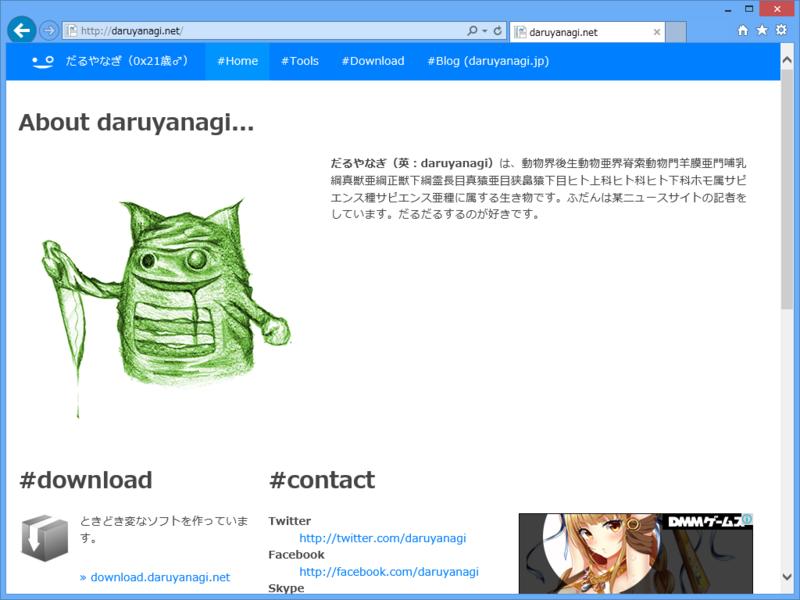 http://daruyanagi.net/
daruyanagi.net
だるやなぎ（0x21歳♂）
#Home
#Tools
#Download
#Blog (daruyanagi.jp)
About daruyanagi...
だるやなぎ（英：daruyanagi）は、動物界後生動物亜界脊索動物門羊膜亜門哺乳
綱真獣亜綱正獣下綱霊長目真猿亜目狭鼻猿下目ヒト上科ヒト科ヒト下科ホモ属サピ
エンス種サピエンス亜種に属する生き物です。ふだんは某ニュースサイトの記者を
しています。だるだるするのが好きです。
#download
ときどき変なソフトを作っていま
す。
» download.daruyanagi.net
#contact
Twitter
http://twitter.com/daruyanagi
Facebook
http://facebook.com/daruyanagi
Skype
DMMゲームズ